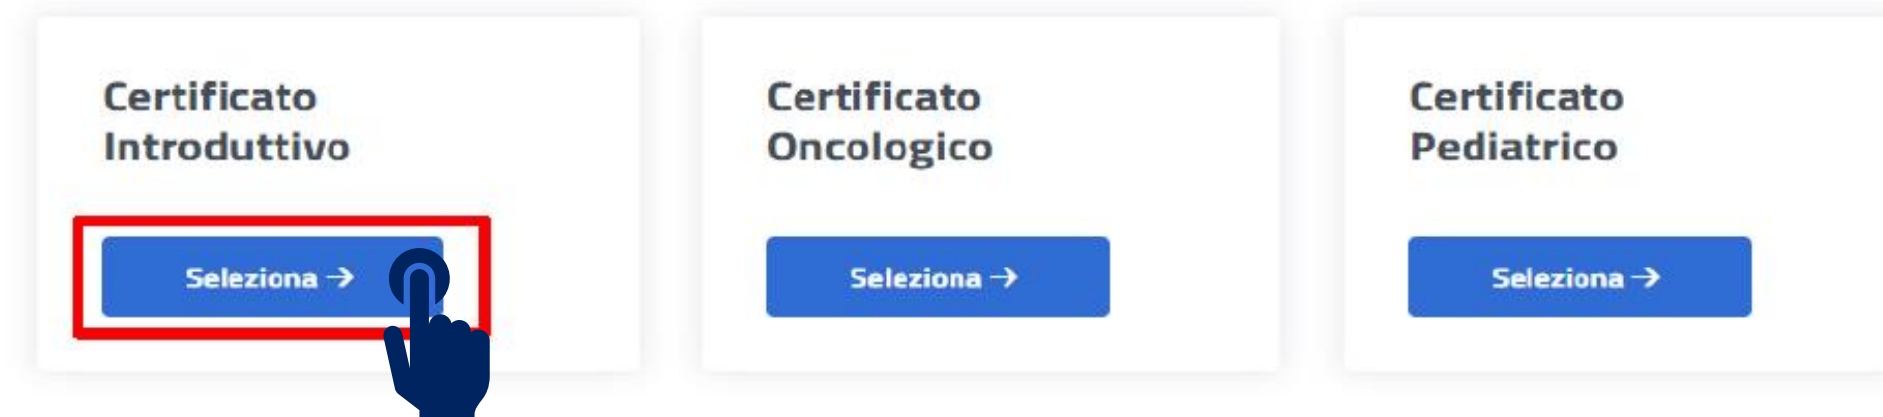 Certificato
Introduttivo
Seleziona →
Certificato
Oncologico
Seleziona →
Certificato
Pediatrico
Seleziona →